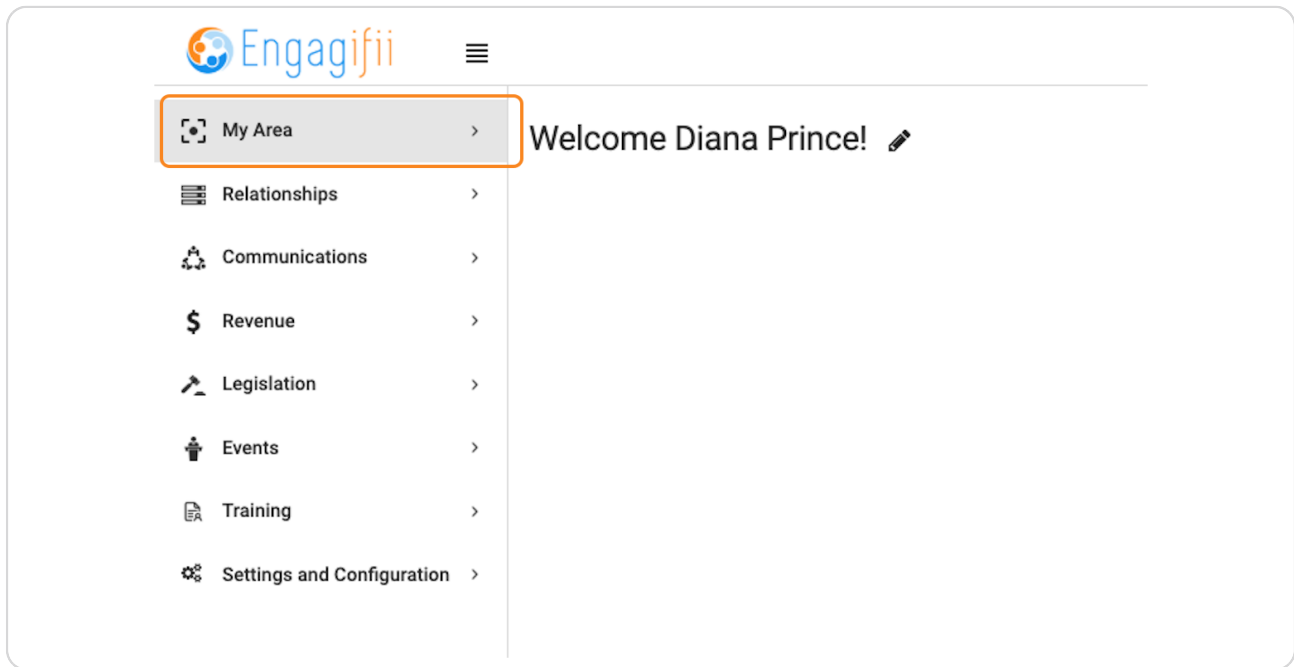 Engagifii
My Area
Welcome Diana Prince!
Relationships
Communications
Revenue
Legislation
Events
Training
Settings and Configuration